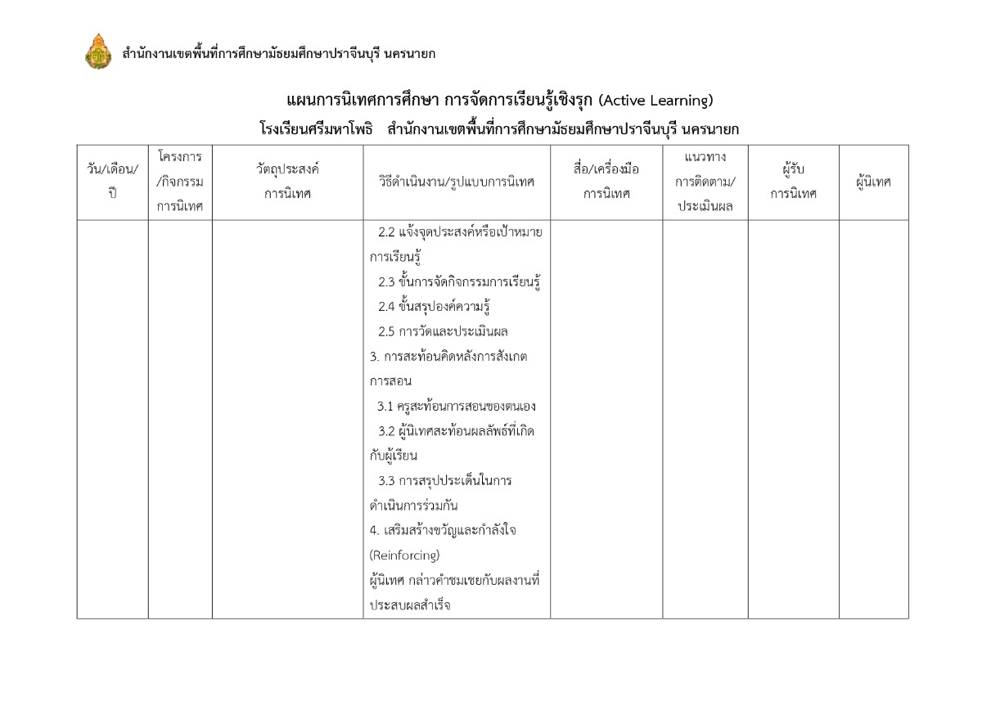 สำนักงานเขตพื้นที่การศึกษามัธยมศึกษาปราจีนบุรี นครนายก
แผนการนิเทศการศึกษา การจัดการเรียนรู้เชิงรุก (Active Learning)
โรงเรียนศรีมหาโพธิ สำนักงานเขตพื้นที่การศึกษามัธยมศึกษาปราจีนบุรี นครนายก
วัน/เดือน/
ปี
โครงการ
/กิจกรรม
การนิเทศ
วัตถุประสงค์
การนิเทศ
วิธีดำเนินงาน/รูปแบบการนิเทศ
สื่อ/เครื่องมือ
การนิเทศ
แนวทาง
การติดตาม/
ประเมินผล
ผู้รับ
การนิเทศ
ผู้นิเทศ
2.2 แจ้งจุดประสงค์หรือเป้าหมาย
การเรียนรู้
2.3 ขั้นการจัดกิจกรรมการเรียนรู้
2.4 ขั้นสรุปองค์ความรู้
2.5 การวัดและประเมินผล
3. การสะท้อนคิดหลังการสังเกต
การสอน
3.1 ครูสะท้อนการสอนของตนเอง
3.2 ผู้นิเทศสะท้อนผลลัพธ์ที่เกิด
กับผู้เรียน
3.3 การสรุปประเด็นในการ
ดำเนินการร่วมกัน
4. เสริมสร้างขวัญและกำลังใจ
(Reinforcing)
ผู้นิเทศ กล่าวคำชมเชยกับผลงานที่
ประสบผลสำเร็จ